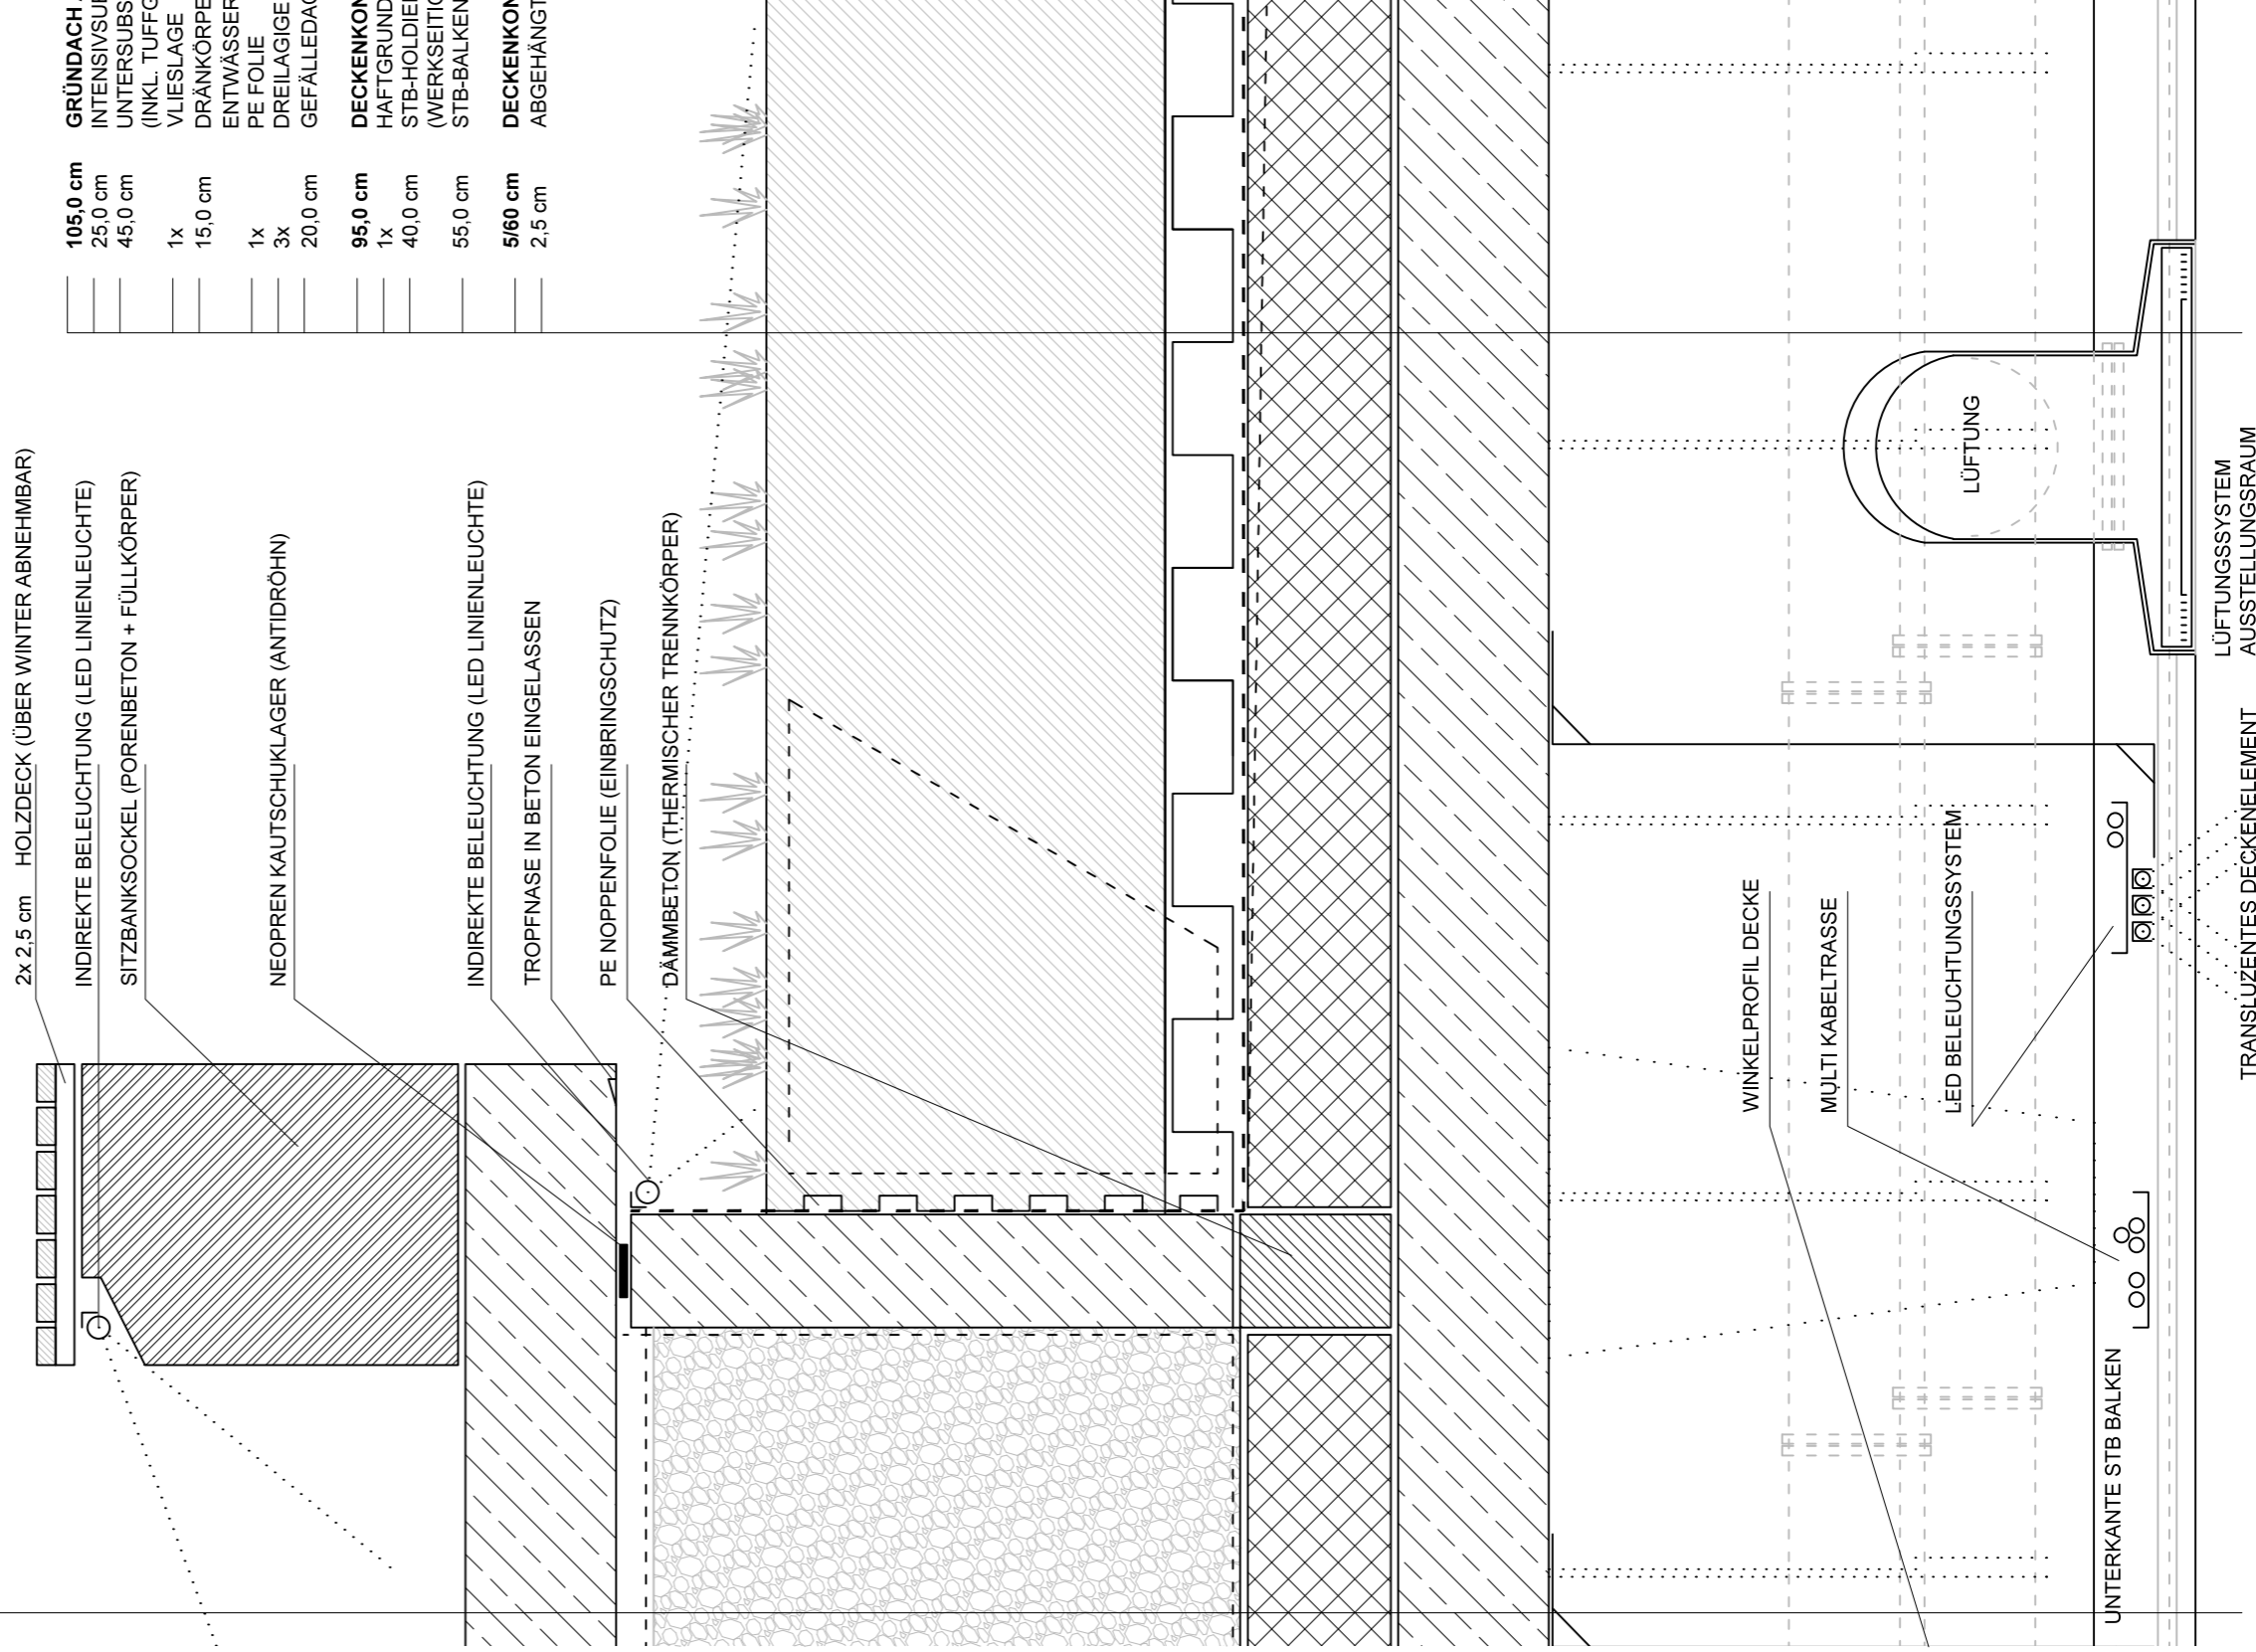 105,0 cm GRÜNDACH
25,0 cm INTENSIVSU
45,0 cm UNTERSUBS
(INKL. TUFFG
1x VLIESLAGE
15,0 cm DRÄNKÖRPE
ENTWÄSSER
1x PE FOLIE
3x DREILAGIGE
20,0 cm GEFÄLLEDAC
95,0 cm DECKENKON
1x HAFTGRUND
40,0 cm STB-HOLDIE
(WERKSEITIG
55,0 cm STB-BALKEN
5/60 cm DECKENKON
2,5 cm ABGEHÄNGT
2x 2,5 cm HOLZDECK (ÜBER WINTER ABNEHMBAR)
INDIREKTE BELEUCHTUNG (LED LINIENLEUCHTE)
SITZBANKSOCKEL (PORENBETON + FÜLLKÖRPER)
NEOPREN KAUTSCHUKLAGER (ANTIDRÖHN)
INDIREKTE BELEUCHTUNG (LED LINIENLEUCHTE)
TROPFNASE IN BETON EINGELASSEN
PE NOPPENFOLIE (EINBRINGSCHUTZ)
DÄMMBETON (THERMISCHER TRENNKÖRPER)
LÜFTUNG
WINKELPROFIL DECKE
MULTI KABELTRASSE
LED BELEUCHTUNGSSYSTEM
UNTERKANTE STB BALKEN
LÜFTUNGSSYSTEM
AUSSTELLUNGSRAUM
TRANSLUZENTES DECKENELEMENT